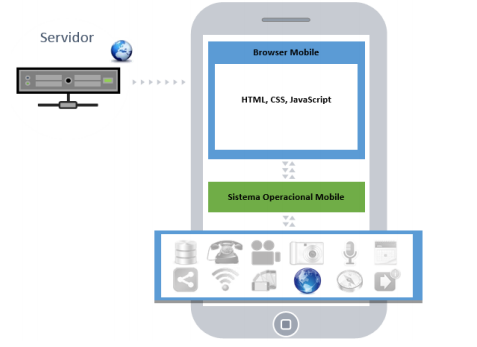 Servidor
Browser Mobile
HTML, CSS, JavaScript
Sistema Operacional Mobile